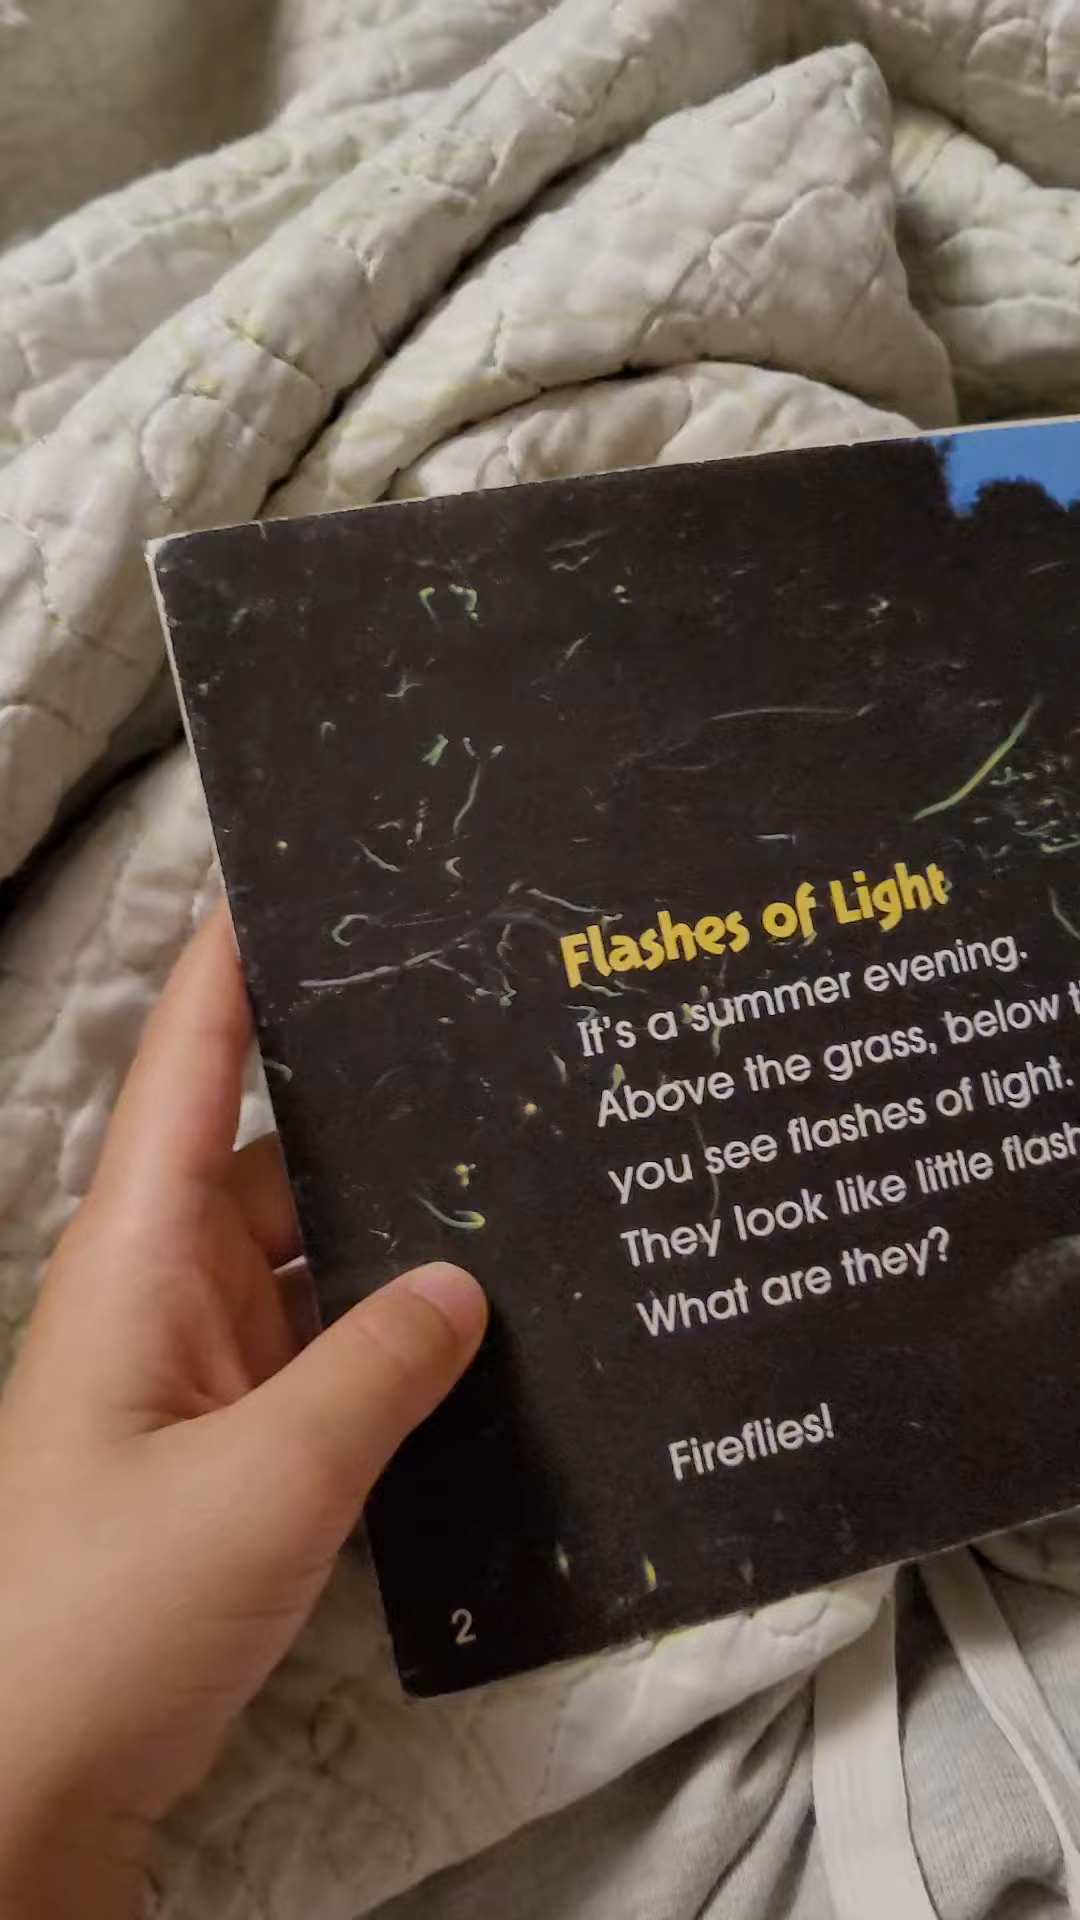 Flashes of Light
It's a summer evening.
Above the grass, below
you see flashes of light.
They look like little
What are they?
Fireflies!
2